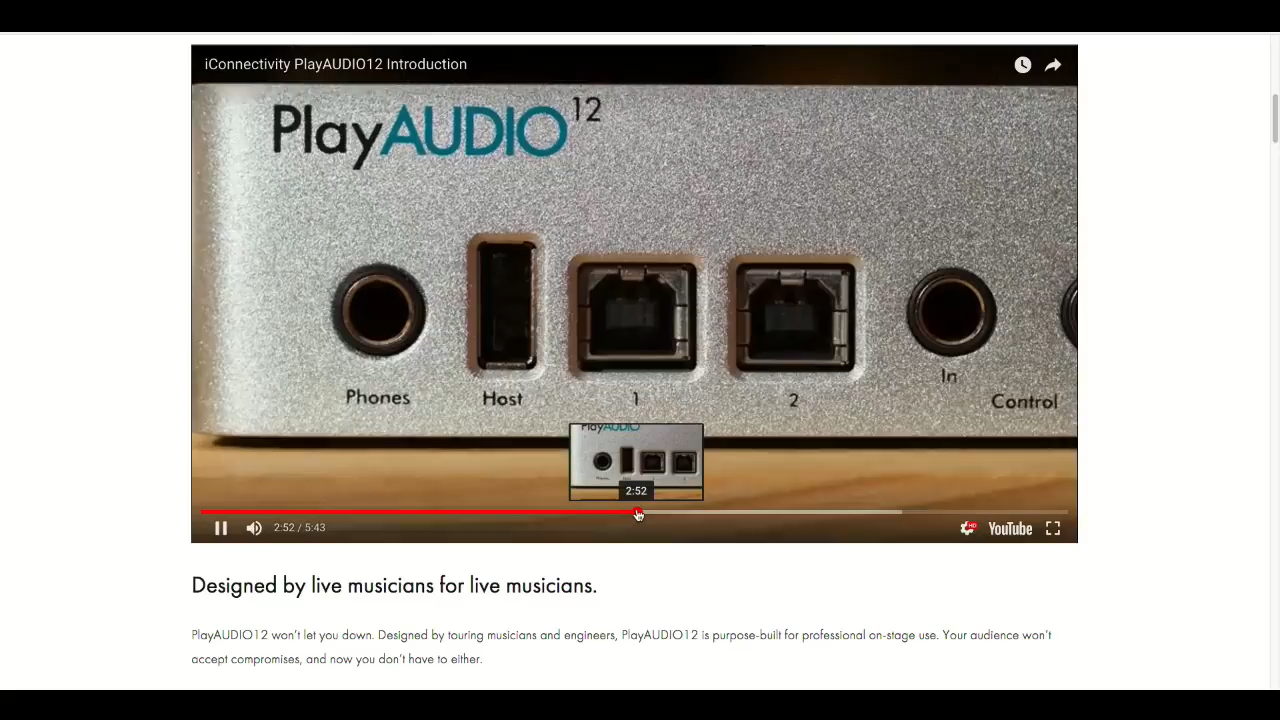 iConnectivity PlayAUDIO12 Introduction
PlayAUDIO12
Phones
Host
1
2
In
Control
PlayAUDIO
2:52
2:52 / 5:43
HD
YouTube
Designed by live musicians for live musicians.
PlayAUDIO12 won't let you down. Designed by touring musicians and engineers, PlayAUDIO12 is purpose-built for professional on-stage use. Your audience won't
accept compromises, and now you don't have to either.